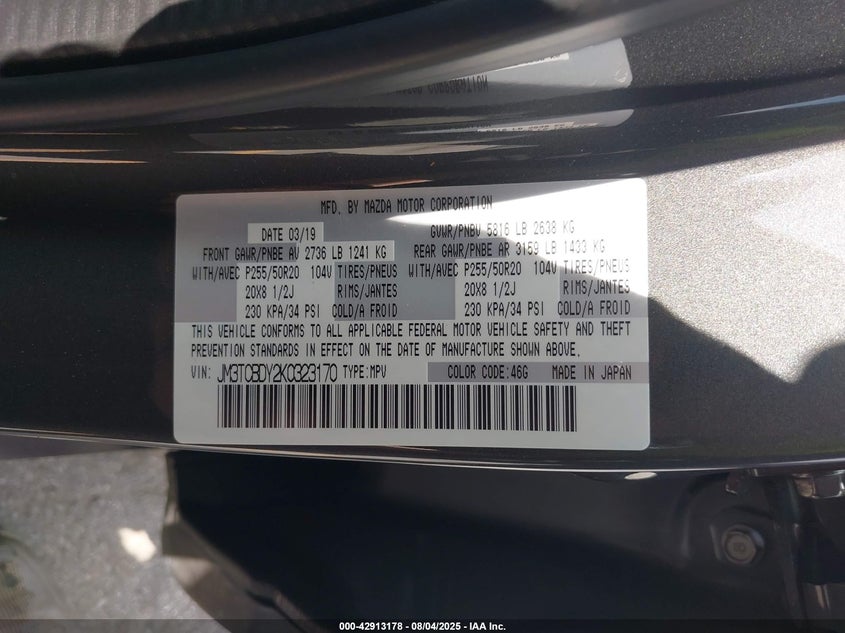 MFD. BY MAZDA MOTOR CORPORATION
DATE 03/19
GVWR/PNBV 5816 LB 2638 KG
FRONT GAWR/PNBE AV 2736 LB 1241 KG
REAR GAWR/PNBE AR 3159 LB 1433 KG
WITH/AVEC P255/50R20 104V TIRES/PNEUS
WITH/AVEC P255/50R20 104V TIRES/PNEUS
20X8 1/2J RIMS/JANTES
20X8 1/2J RIMS/JANTES
230 KPA/34 PSI COLD/A FROID
230 KPA/34 PSI COLD/A FROID
THIS VEHICLE CONFORMS TO ALL APPLICABLE FEDERAL MOTOR VEHICLE SAFETY AND THEFT
PREVENTION STANDARDS IN EFFECT ON THE DATE OF MANUFACTURE SHOWN ABOVE.
VIN: JM3TCBDY2K0323170 TYPE:MPV
COLOR CODE:46G MADE IN JAPAN
000-42913178 - 08/04/2025 - IAA Inc.